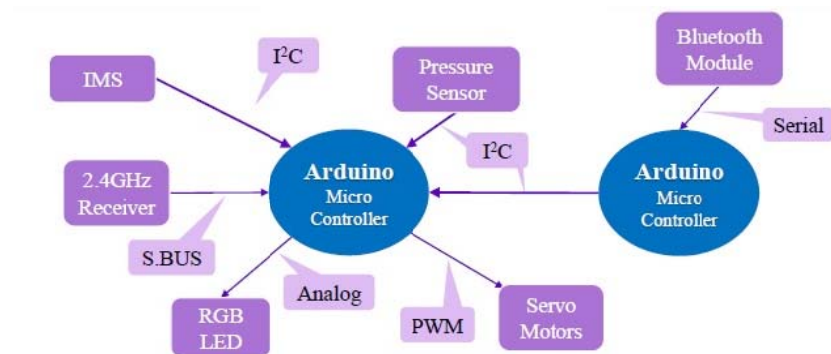 IMS
I²C
Pressure
Sensor
Bluetooth
Module
Serial
2.4GHz
Receiver
Arduino
Micro
Controller
I²C
Arduino
Micro
Controller
S.BUS
Analog
RGB
LED
PWM
Servo
Motors